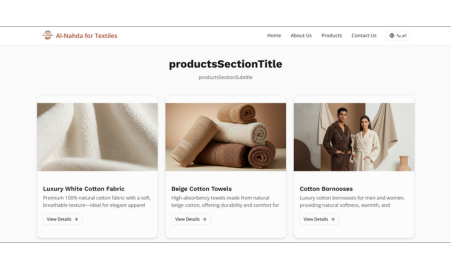 Al-Nahda for Textiles
Home About Us Products Contact Us العربية
productsSectionTitle
productsSectionSubtitle
Luxury White Cotton Fabric
Premium 100% natural cotton fabric with a soft,
breathable texture—ideal for elegant apparel
View Details →
Beige Cotton Towels
High-absorbency towels made from natural
beige cotton, offering durability and comfort for
View Details →
Cotton Bornooses
Luxury cotton bornooses for men and women,
providing natural softness, warmth, and
View Details →